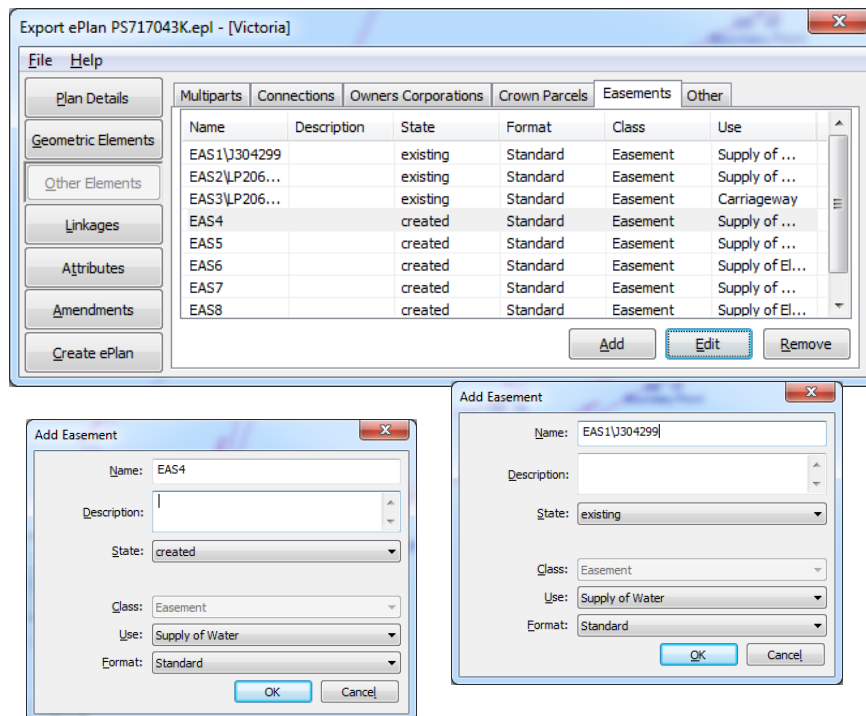 Export ePlan PS717043K.epl - [Victoria]
File Help
Plan Details
Geometric Elements
Other Elements
Linkages
Attributes
Amendments
Create ePlan
Multiparts Connections Owners Corporations Crown Parcels Easements Other
Name Description State Format Class Use
EAS1\J304299 existing Standard Easement Supply of ...
EAS2\LP206... existing Standard Easement Supply of ...
EAS3\LP206... existing Standard Easement Carriageway
EAS4 created Standard Easement Supply of ...
EAS5 created Standard Easement Supply of ...
EAS6 created Standard Easement Supply of El...
EAS7 created Standard Easement Supply of ...
EAS8 created Standard Easement Supply of El...
Add Edit Remove
Add Easement
Name: EAS4
Description:
State: created
Class: Easement
Use: Supply of Water
Format: Standard
OK Cancel
Add Easement
Name: EAS1\J304299
Description:
State: existing
Class: Easement
Use: Supply of Water
Format: Standard
OK Cancel